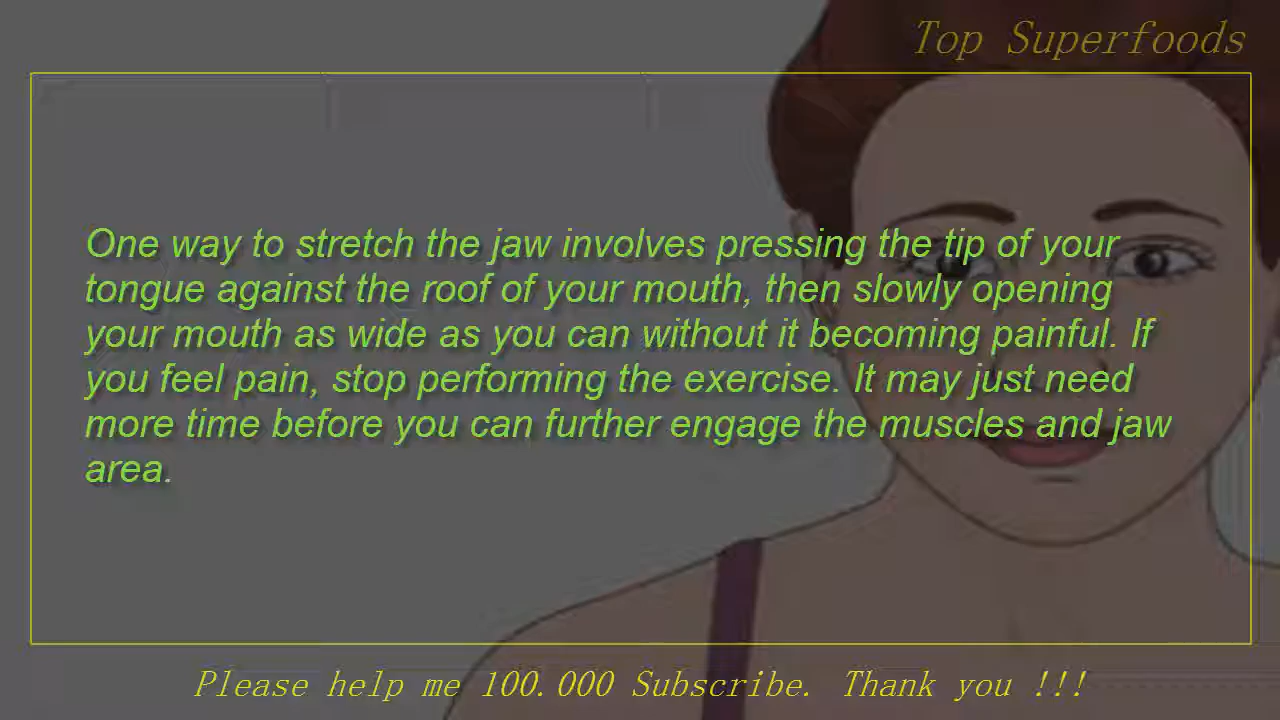 Top Superfoods
One way to stretch the jaw involves pressing the tip of your
tongue against the roof of your mouth, then slowly opening
your mouth as wide as you can without it becoming painful. If
you feel pain, stop performing the exercise. It may just need
more time before you can further engage the muscles and jaw
area.
Please help me 100.000 Subscribe. Thank you !!!